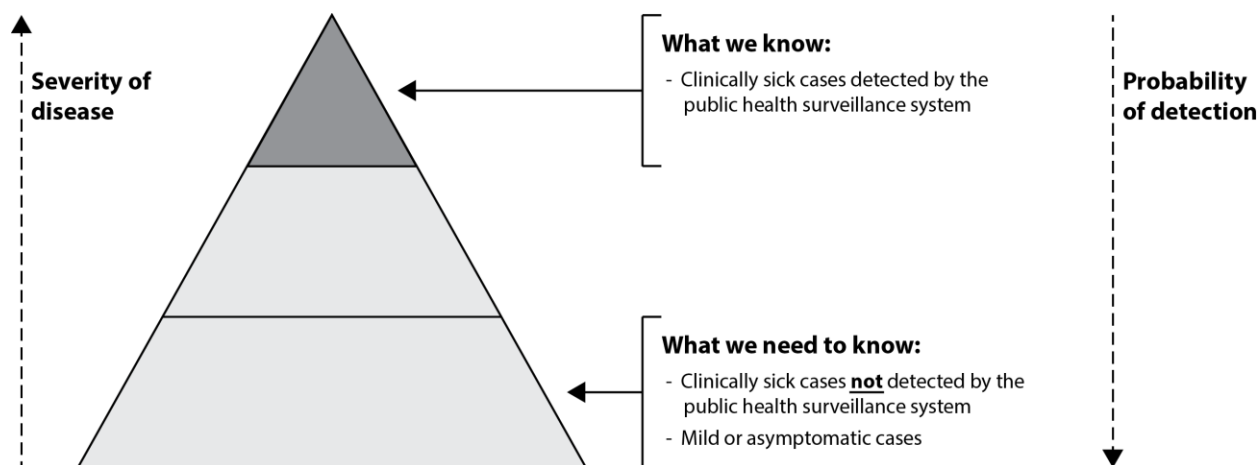 Severity of
disease
What we know:
- Clinically sick cases detected by the
public health surveillance system
Probability
of detection
What we need to know:
- Clinically sick cases not detected by the
public health surveillance system
- Mild or asymptomatic cases